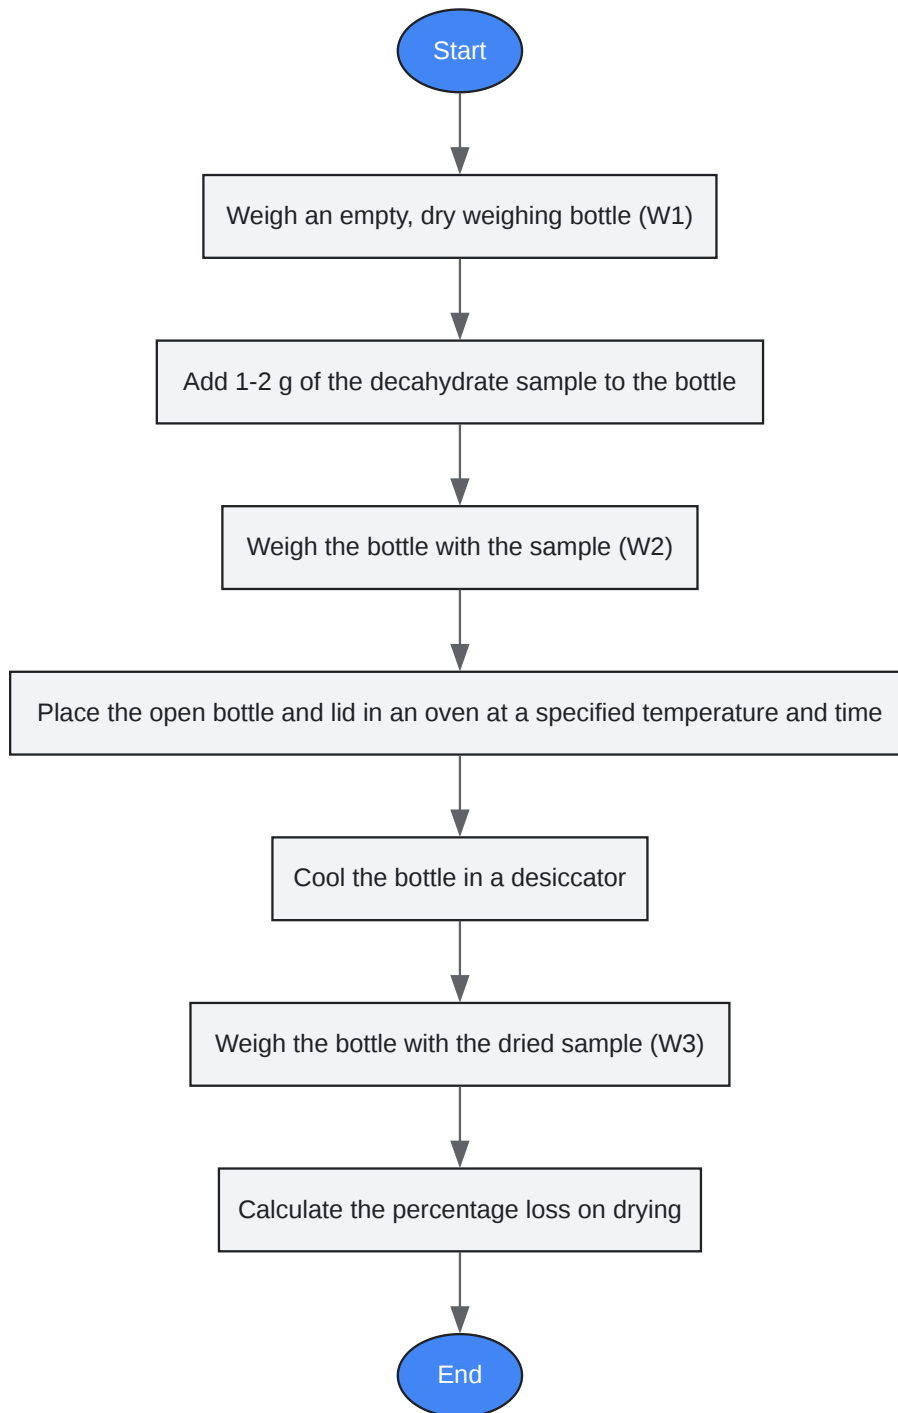 Start
Weigh an empty, dry weighing bottle (W1)
Add 1-2 g of the decahydrate sample to the bottle
Weigh the bottle with the sample (W2)
Place the open bottle and lid in an oven at a specified temperature and time
Cool the bottle in a desiccator
Weigh the bottle with the dried sample (W3)
Calculate the percentage loss on drying
End